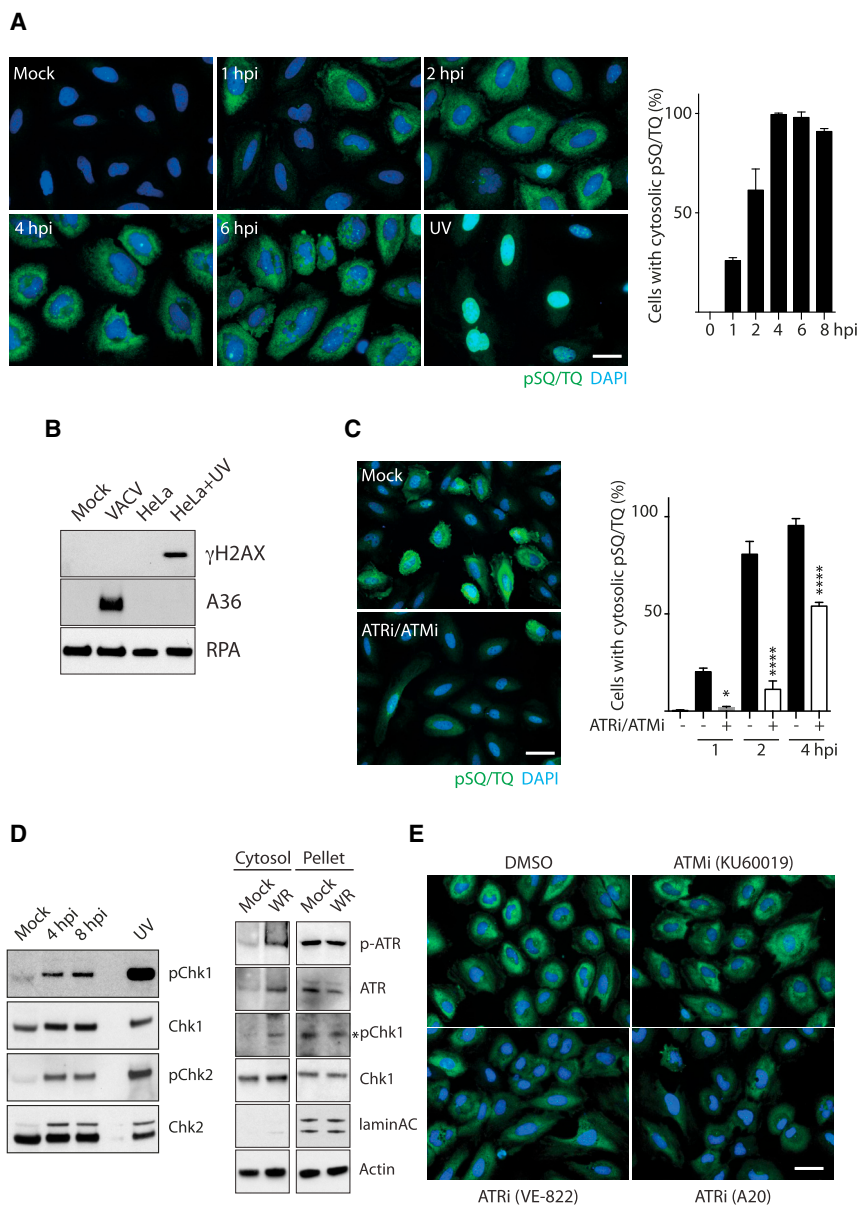 A
Mock
1 hpi
2 hpi
4 hpi
6 hpi
UV
pSQ/TQ DAPI
Cells with cytosolic pSQ/TQ (%)
100
50
0 1 2 4 6 8 hpi
B
Mock
VACV
HeLa
HeLa+UV
γH2AX
A36
RPA
C
Mock
ATRi/ATMi
pSQ/TQ DAPI
Cells with cytosolic pSQ/TQ (%)
100
50
*
****
****
ATRi/ATMi - - + - + - +
1 2 4 hpi
D
Mock
4 hpi
8 hpi
UV
pChk1
Chk1
pChk2
Chk2
Cytosol Pellet
Mock
WR
Mock
WR
p-ATR
ATR
*pChk1
Chk1
laminAC
Actin
E
DMSO
ATMi (KU60019)
ATRi (VE-822)
ATRi (A20)